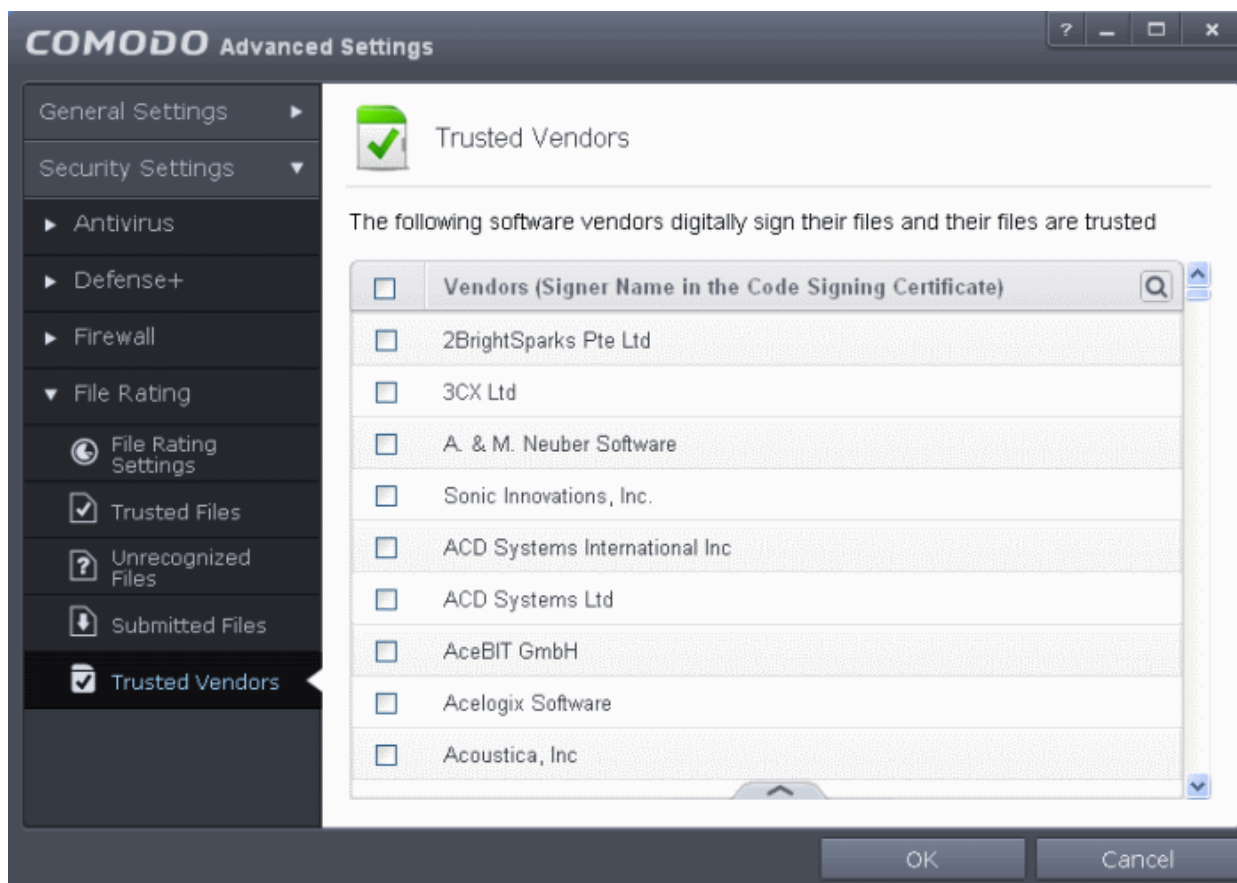 COMODO Advanced Settings
?
General Settings
Security Settings
Antivirus
Defense+
Firewall
File Rating
File Rating
Settings
Trusted Files
Unrecognized
Files
Submitted Files
Trusted Vendors
Trusted Vendors
The following software vendors digitally sign their files and their files are trusted
Vendors (Signer Name in the Code Signing Certificate)
2BrightSparks Pte Ltd
3CX Ltd
A. & M. Neuber Software
Sonic Innovations, Inc.
ACD Systems International Inc
ACD Systems Ltd
AceBIT GmbH
Acelogix Software
Acoustica, Inc
OK
Cancel